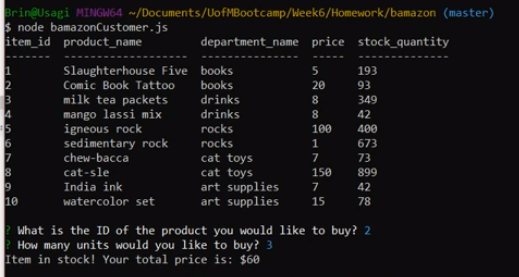 Brin@Usagi MINGW64 ~/Documents/UofMBootcamp/Week6/Homework/bamazon (master)
$ node bamazonCustomer.js
item_id  product_name         department_name  price  stock_quantity
-------  -------------------  ---------------  -----  --------------
1        Slaughterhouse Five  books            5      193
2        Comic Book Tattoo    books            20     93
3        milk tea packets     drinks           8      349
4        mango lassi mix      drinks           8      42
5        igneous rock         rocks            100    400
6        sedimentary rock     rocks            1      673
7        chew-bacca           cat toys         7      73
8        cat-sle              cat toys         150    899
9        India ink            art supplies     7      42
10       watercolor set       art supplies     15     78
? What is the ID of the product you would like to buy? 2
? How many units would you like to buy? 3
Item in stock! Your total price is: $60